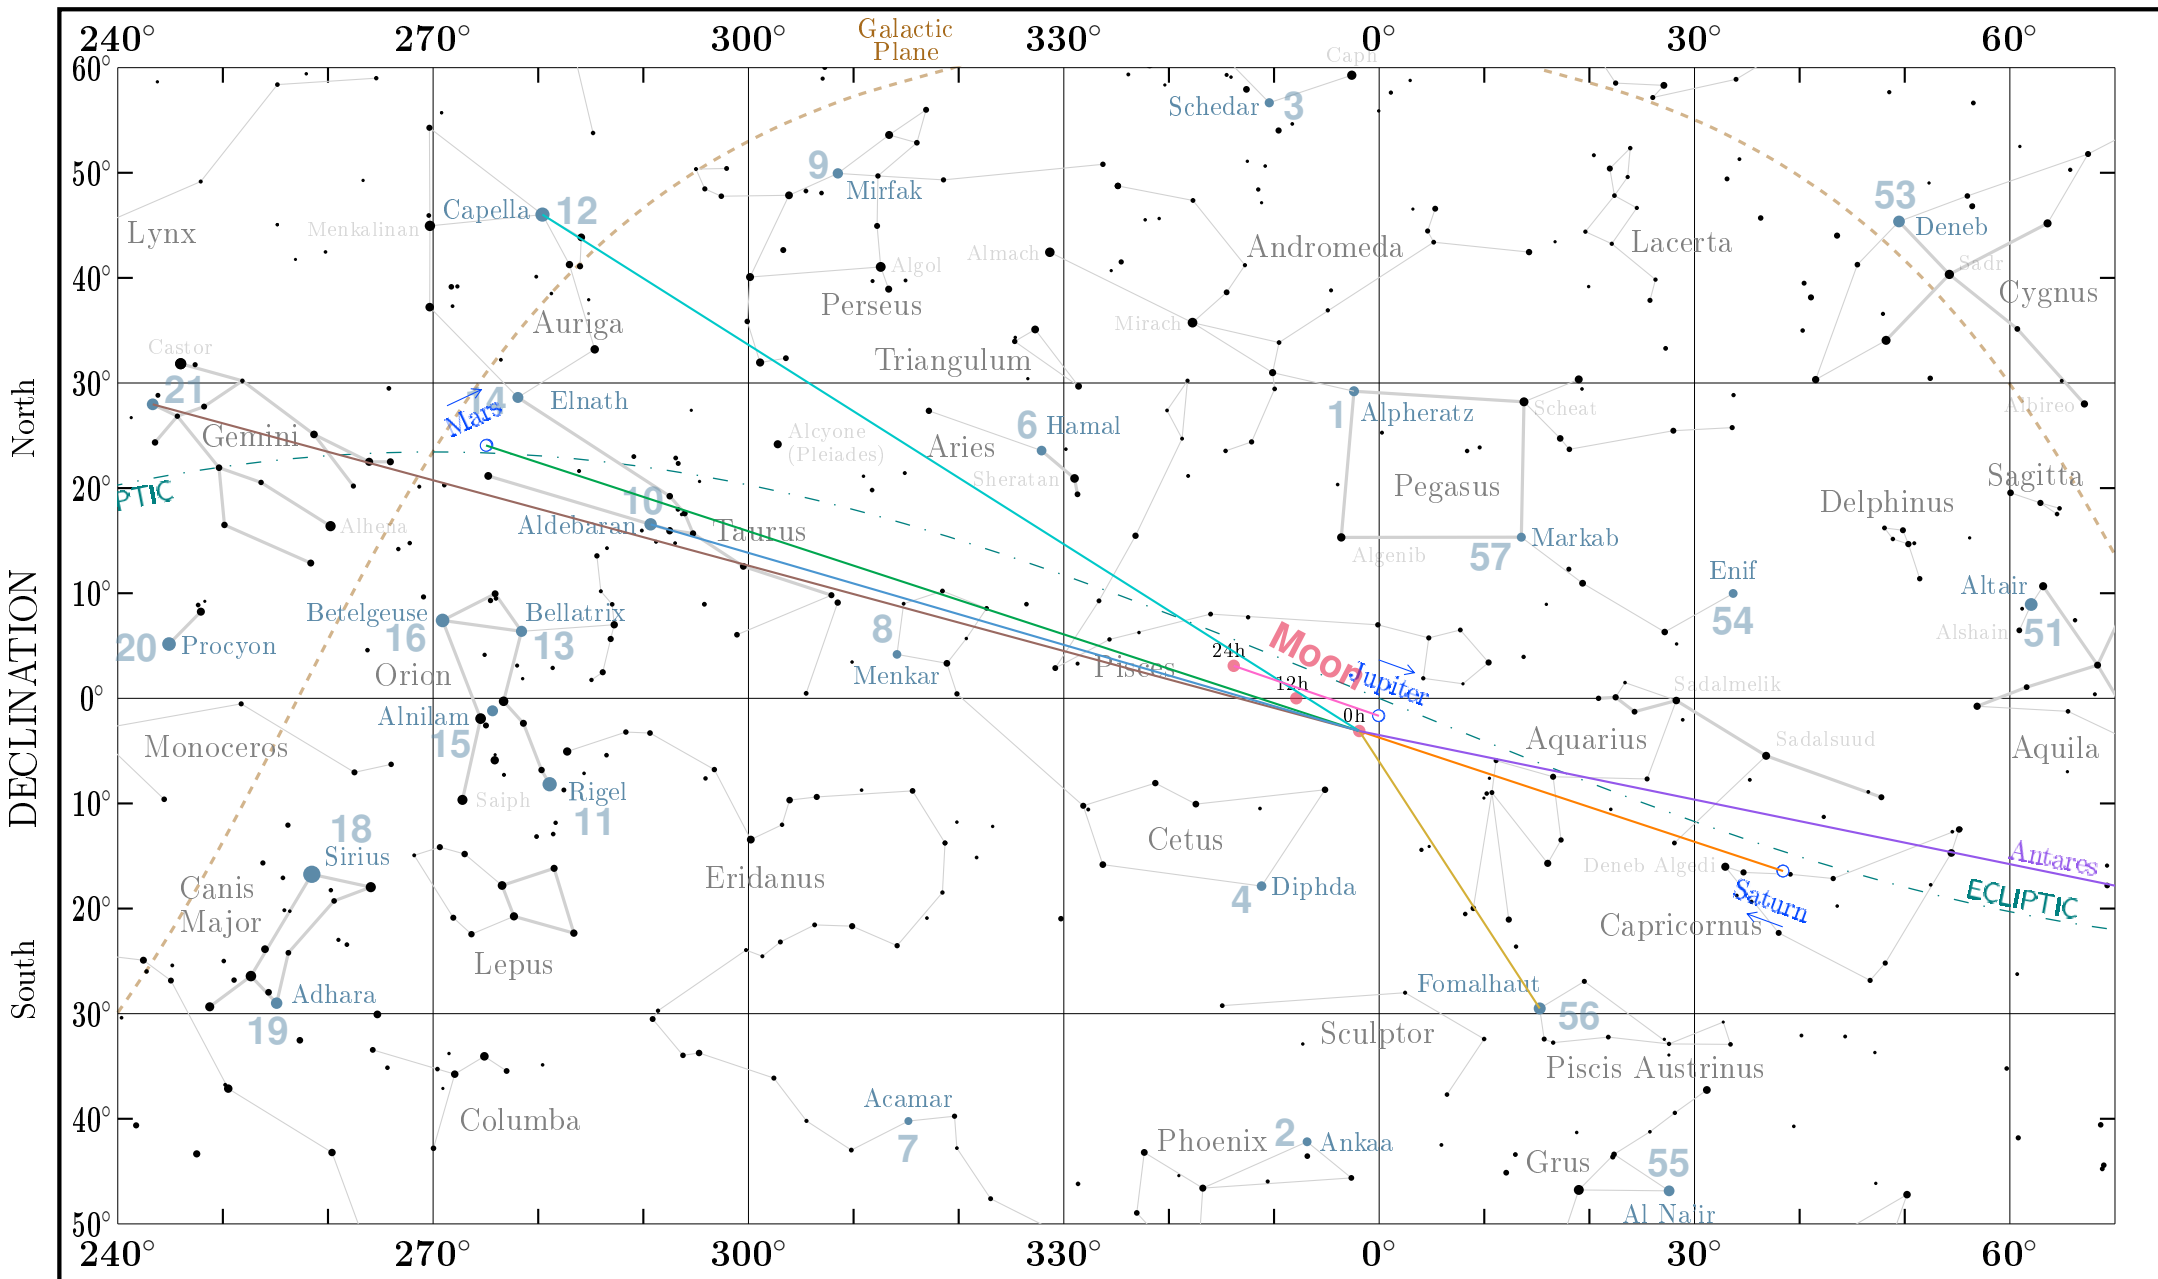 240° 270° 300° 330° 0° 30° 60°
Galactic
Plane
60°
50°
40°
30°
20°
10°
0°
10°
20°
30°
40°
50°
North
DECLINATION
South
Caph
Schedar 3
9
Mirfak
53
Deneb
Capella 12
Menkalinan
Lynx
Andromeda
Lacerta
Almach
Algol
Sadr
Perseus
Cygnus
Auriga
Mirach
Castor
Triangulum
21
14
Elnath
Mars
6 Hamal
1 Alpheratz
Scheat
Albireo
Gemini
Alcyone
(Pleiades)
Aries
Sheratan
Pegasus
Sagitta
PTIC
10
Delphinus
Alhena
Aldebaran
Taurus
Markab
Algenib
57
Enif
Altair
Betelgeuse
16
Bellatrix
13
8
54
51
Alshain
20 Procyon
Moon
24h
Orion
Menkar
Pisces
12h
Jupiter
Sadalmelik
0h
Alnilam
15
Monoceros
Aquarius
Sadalsuud
Aquila
Saiph
Rigel
11
18
Sirius
Cetus
Antares
Deneb Algedi
Canis
Major
Eridanus
4 Diphda
ECLIPTIC
Saturn
Capricornus
Lepus
Adhara
19
Fomalhaut
56
Sculptor
Piscis Austrinus
Columba
Acamar
7
Phoenix 2 Ankaa
Grus
55
Al Na'ir
240° 270° 300° 330° 0° 30° 60°